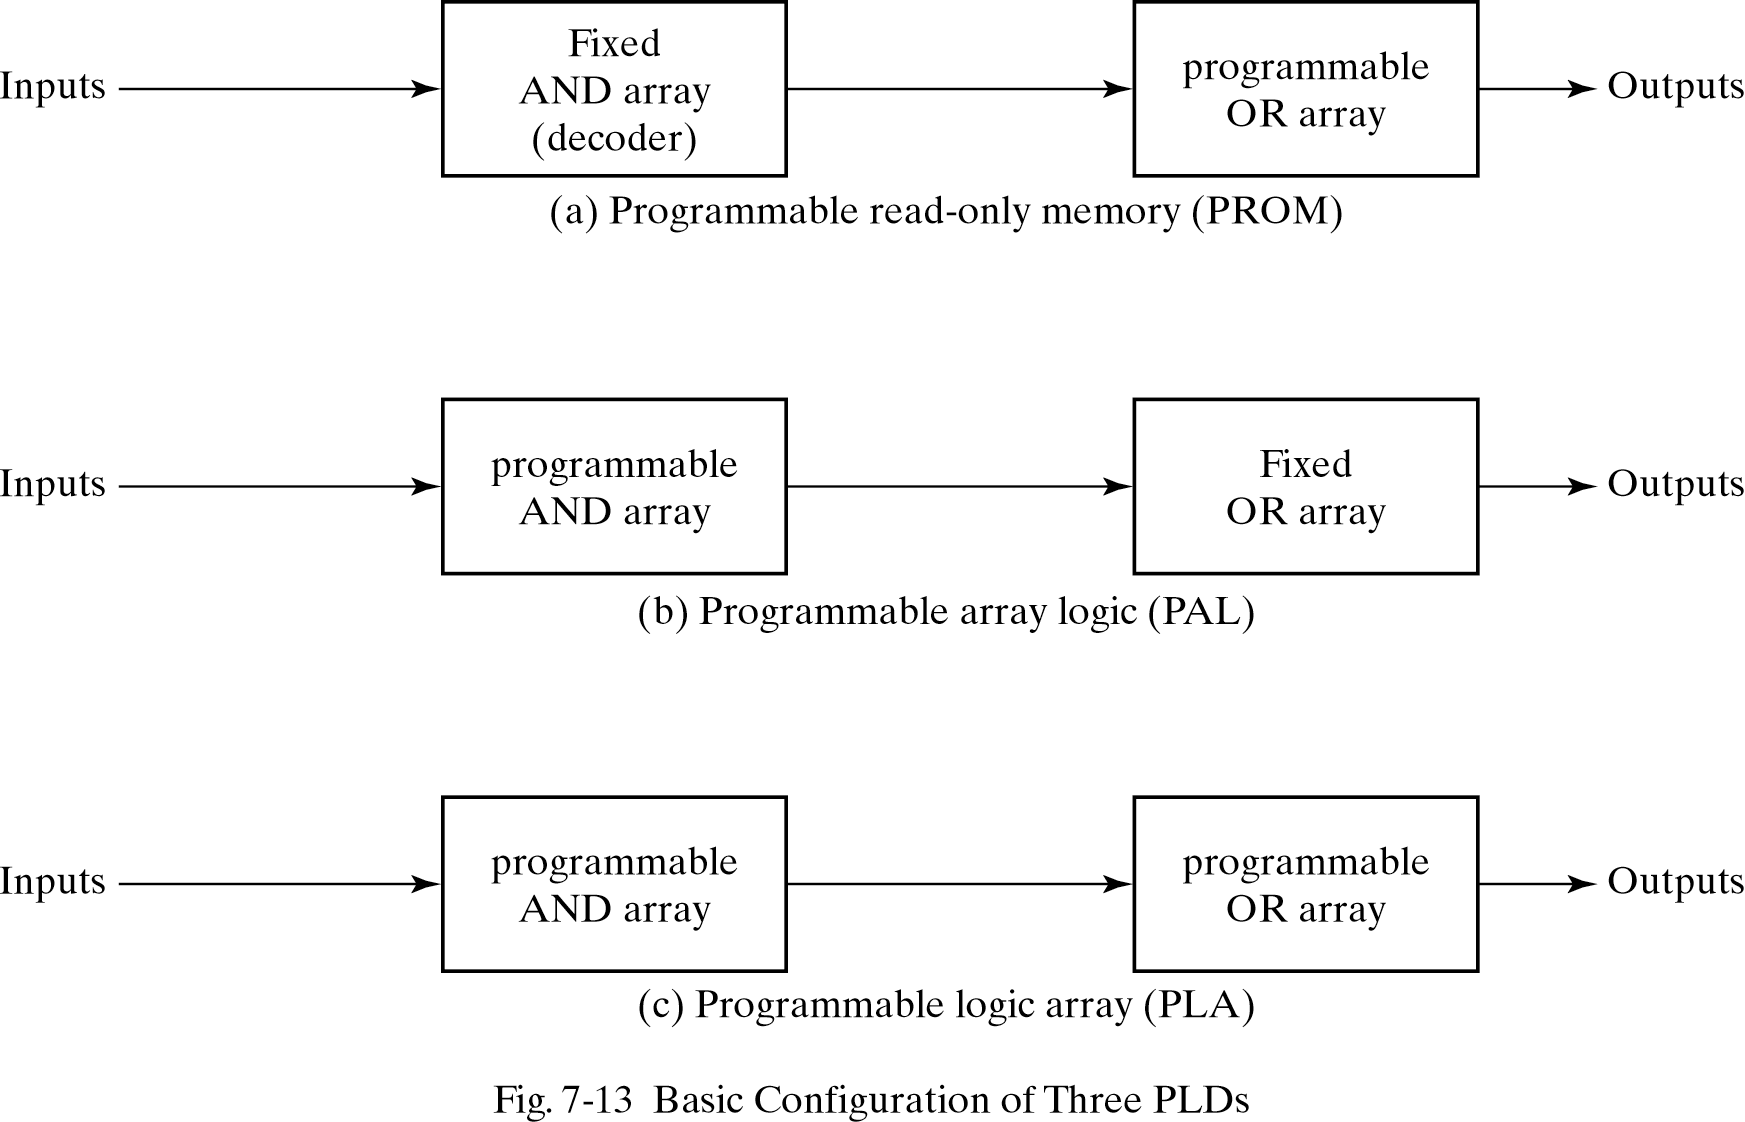 Inputs
Fixed
AND array
(decoder)
programmable
OR array
Outputs
(a) Programmable read-only memory (PROM)
Inputs
programmable
AND array
Fixed
OR array
Outputs
(b) Programmable array logic (PAL)
Inputs
programmable
AND array
programmable
OR array
Outputs
(c) Programmable logic array (PLA)
Fig. 7-13 Basic Configuration of Three PLDs